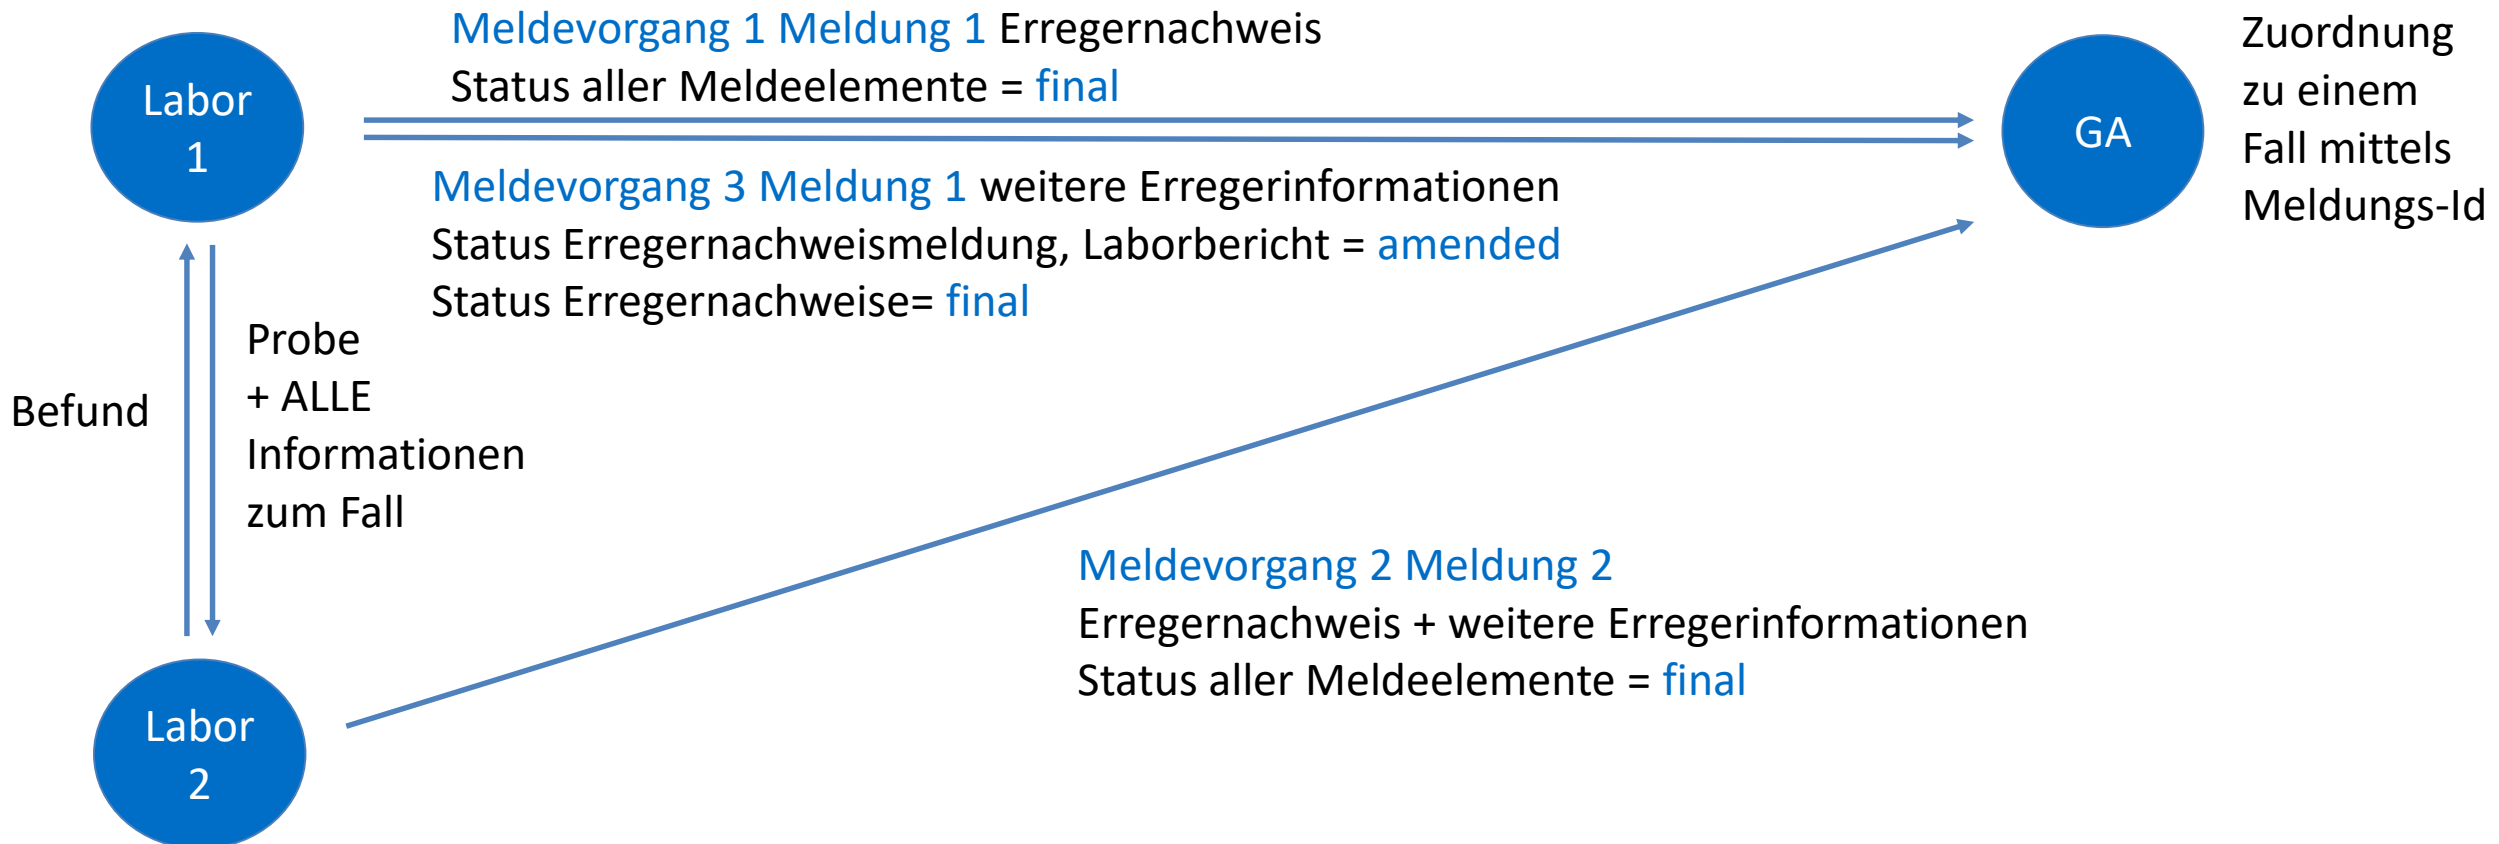 Labor
1
Meldevorgang 1 Meldung 1 Erregernachweis
Status aller Meldeelemente = final
GA
Zuordnung
zu einem
Fall mittels
Meldungs-Id
Meldevorgang 3 Meldung 1 weitere Erregerinformationen
Status Erregernachweismeldung, Laborbericht = amended
Status Erregernachweise= final
Befund
Probe
+ ALLE
Informationen
zum Fall
Meldevorgang 2 Meldung 2
Erregernachweis + weitere Erregerinformationen
Status aller Meldeelemente = final
Labor
2